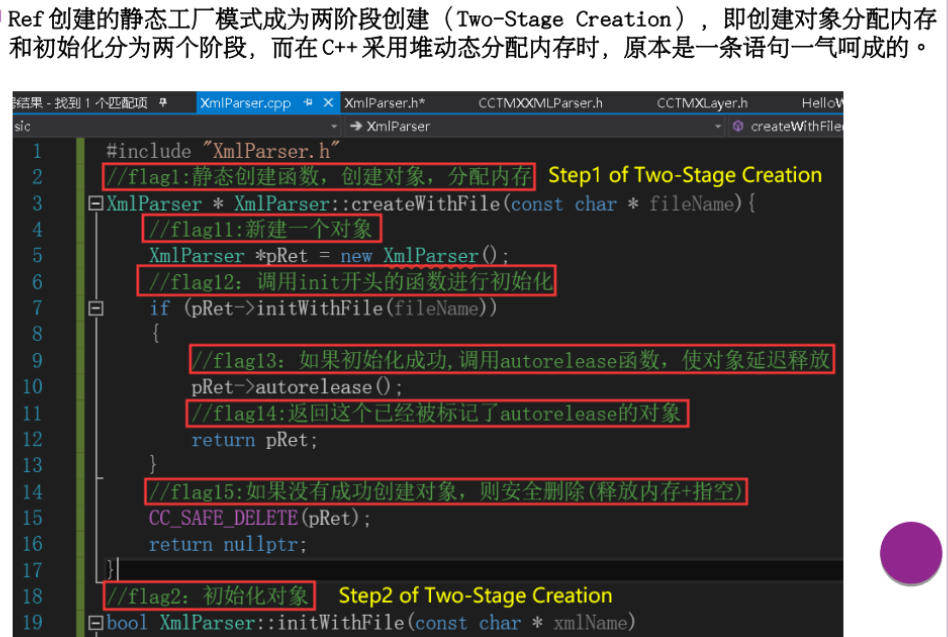 Ref 创建的静态工厂模式成为两阶段创建（Two-Stage Creation）, 即创建对象分配内存
和初始化分为两个阶段, 而在 C++ 采用堆动态分配内存时, 原本是一条语句一气呵成的。
结果 - 找到 1 个匹配项 XmlParser.cpp XmlParser.h* CCTMXXMLParser.h CCTMXLayer.h Hello
sic XmlParser createWithFile
1 #include "XmlParser.h"
2 //flag1:静态创建函数，创建对象，分配内存 Step1 of Two-Stage Creation
3 XmlParser * XmlParser::createWithFile(const char * fileName){
4 //flag11:新建一个对象
5 XmlParser *pRet = new XmlParser();
6 //flag12: 调用init开头的函数进行初始化
7 if (pRet->initWithFile(fileName))
8 {
9 //flag13: 如果初始化成功,调用autorelease函数，使对象延迟释放
10 pRet->autorelease();
11 //flag14:返回这个已经被标记了autorelease的对象
12 return pRet;
13 }
14 //flag15:如果没有成功创建对象，则安全删除(释放内存+指空)
15 CC_SAFE_DELETE(pRet);
16 return nullptr;
17 }
18 //flag2: 初始化对象 Step2 of Two-Stage Creation
19 bool XmlParser::initWithFile(const char * xmlName)